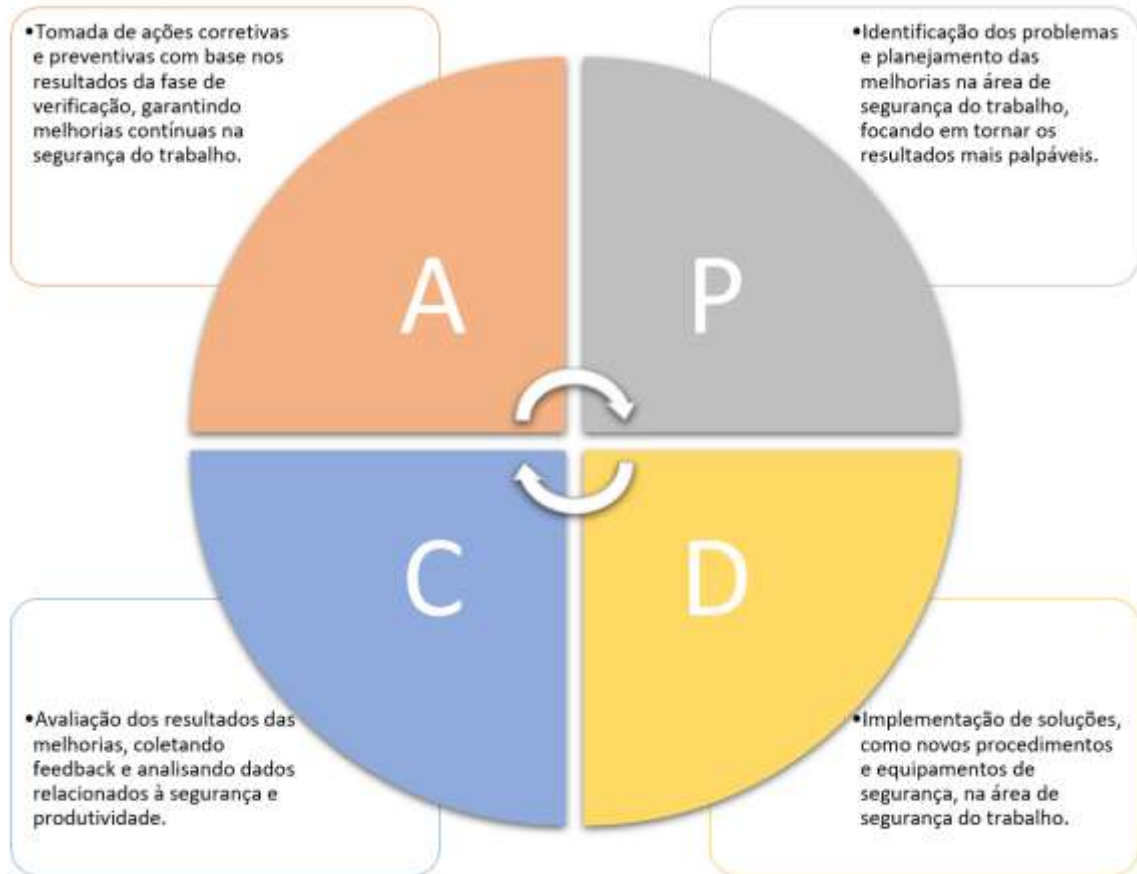 •Tomada de ações corretivas
e preventivas com base nos
resultados da fase de
verificação, garantindo
melhorias contínuas na
segurança do trabalho.
•Identificação dos problemas
e planejamento das
melhorias na área de
segurança do trabalho,
focando em tornar os
resultados mais palpáveis.
A
P
C
D
•Avaliação dos resultados das
melhorias, coletando
feedback e analisando dados
relacionados à segurança e
produtividade.
•Implementação de soluções,
como novos procedimentos
e equipamentos de
segurança, na área de
segurança do trabalho.